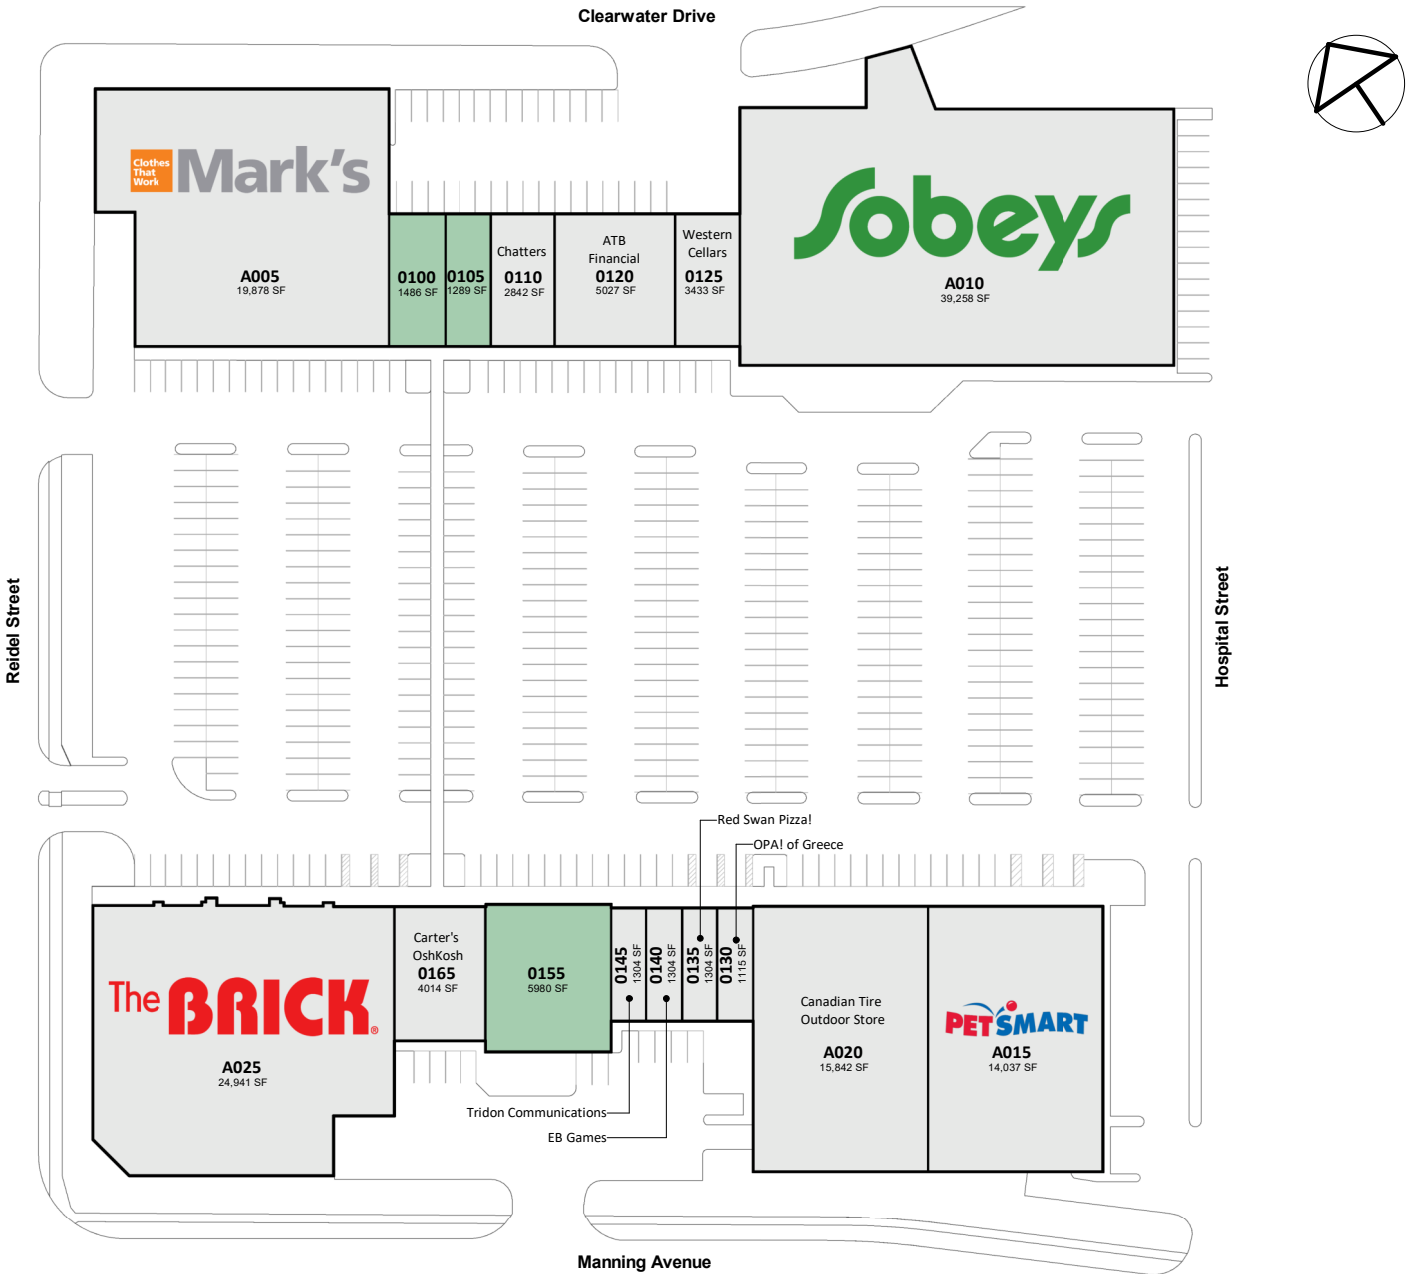 Clearwater Drive
Clothes
That
Work
Mark's
A005
19,878 SF
0100
1486 SF
0105
1289 SF
Chatters
0110
2842 SF
ATB
Financial
0120
5027 SF
Western
Cellars
0125
3433 SF
Sobeys
A010
39,258 SF
Reidel Street
Hospital Street
Red Swan Pizza!
OPA! of Greece
The BRICK.
A025
24,941 SF
Carter's
OshKosh
0165
4014 SF
0155
5980 SF
0145
1304 SF
0140
1304 SF
0135
1304 SF
0130
1115 SF
Canadian Tire
Outdoor Store
A020
15,842 SF
PETSMART
A015
14,037 SF
Tridon Communications
EB Games
Manning Avenue